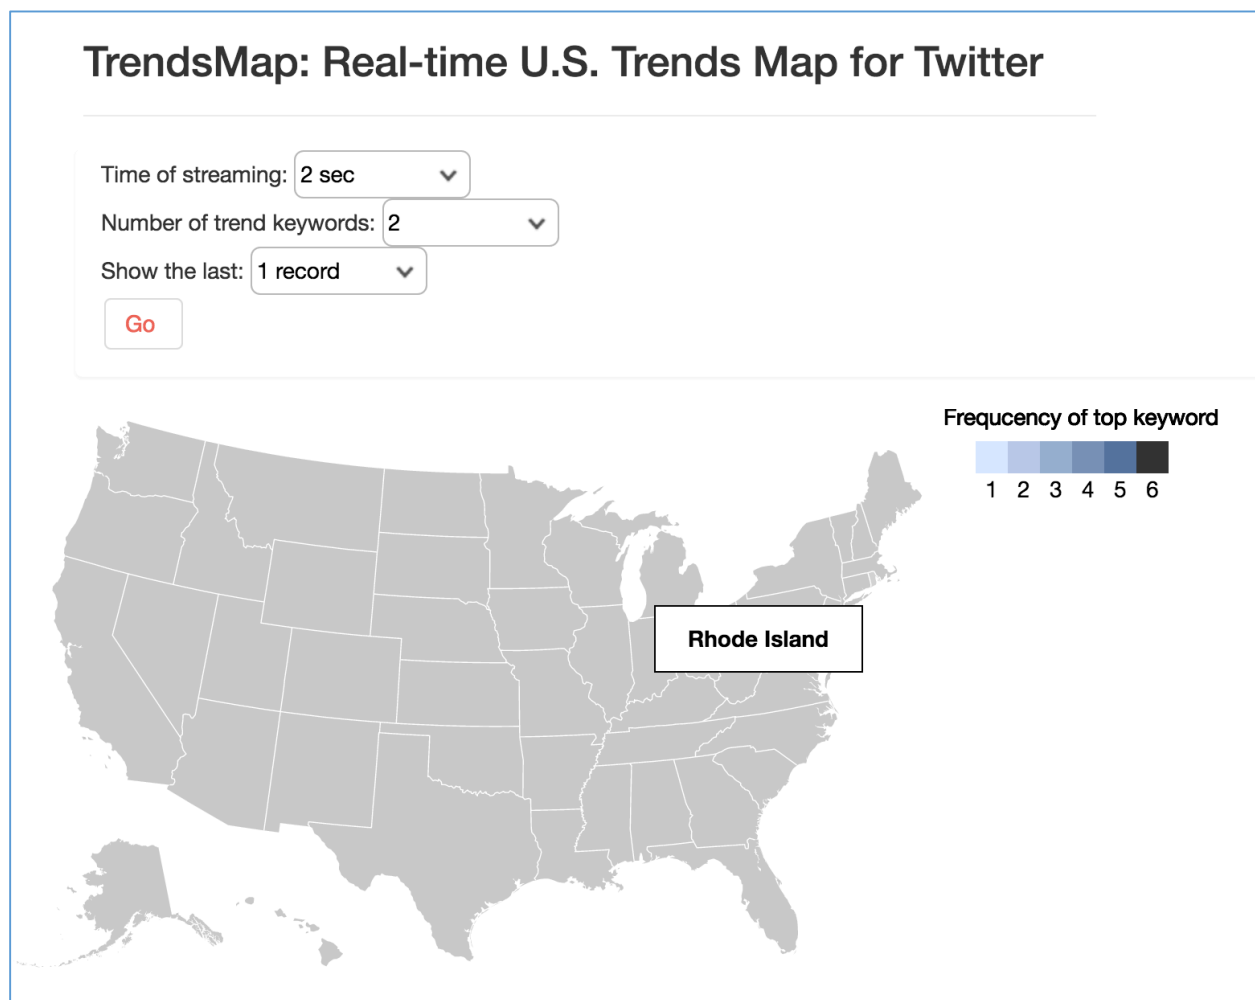 TrendsMap: Real-time U.S. Trends Map for Twitter
Time of streaming: 2 sec
Number of trend keywords: 2
Show the last: 1 record
Go
Frequcency of top keyword
1 2 3 4 5 6
Rhode Island